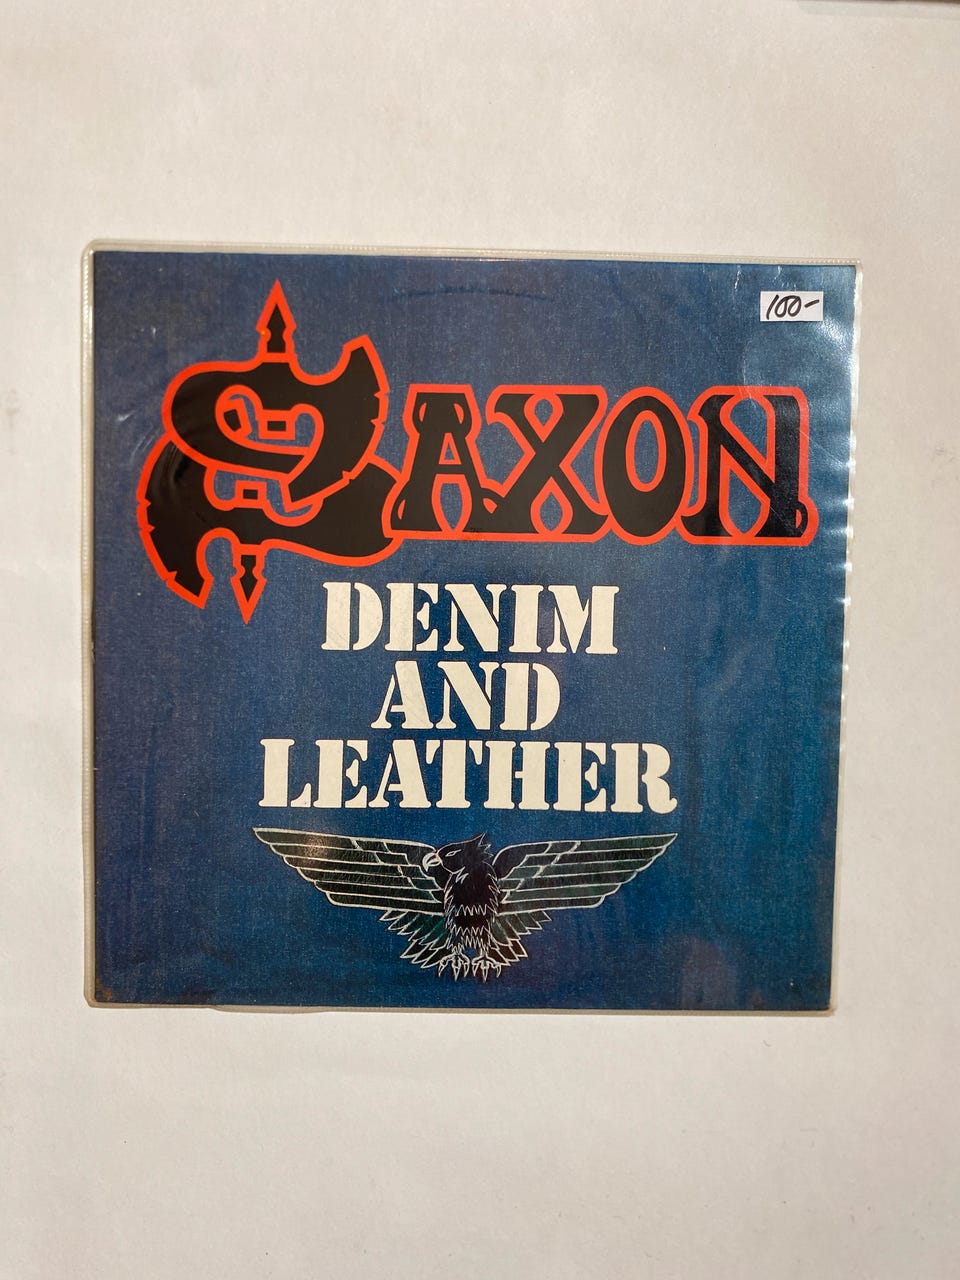 100-
SAXON
DENIM
AND
LEATHER